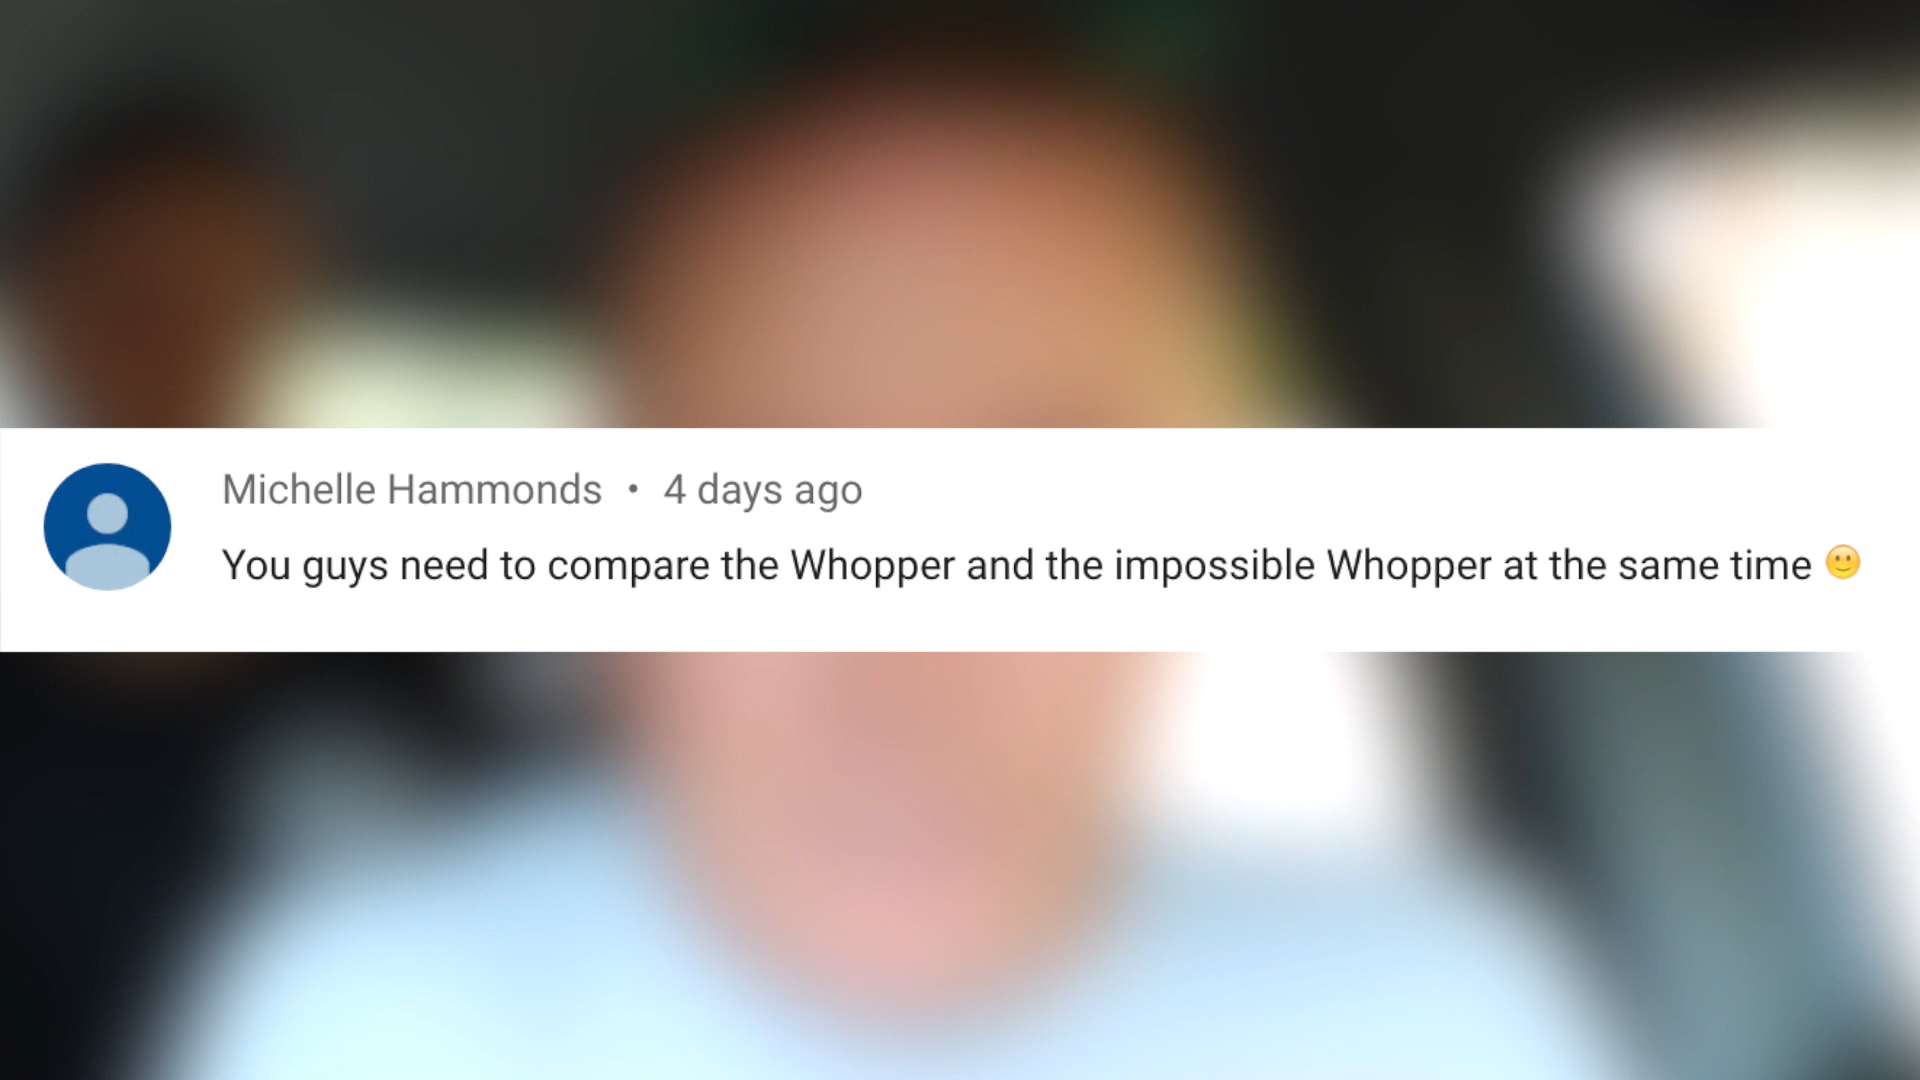 Michelle Hammonds • 4 days ago
You guys need to compare the Whopper and the impossible Whopper at the same time 🙂